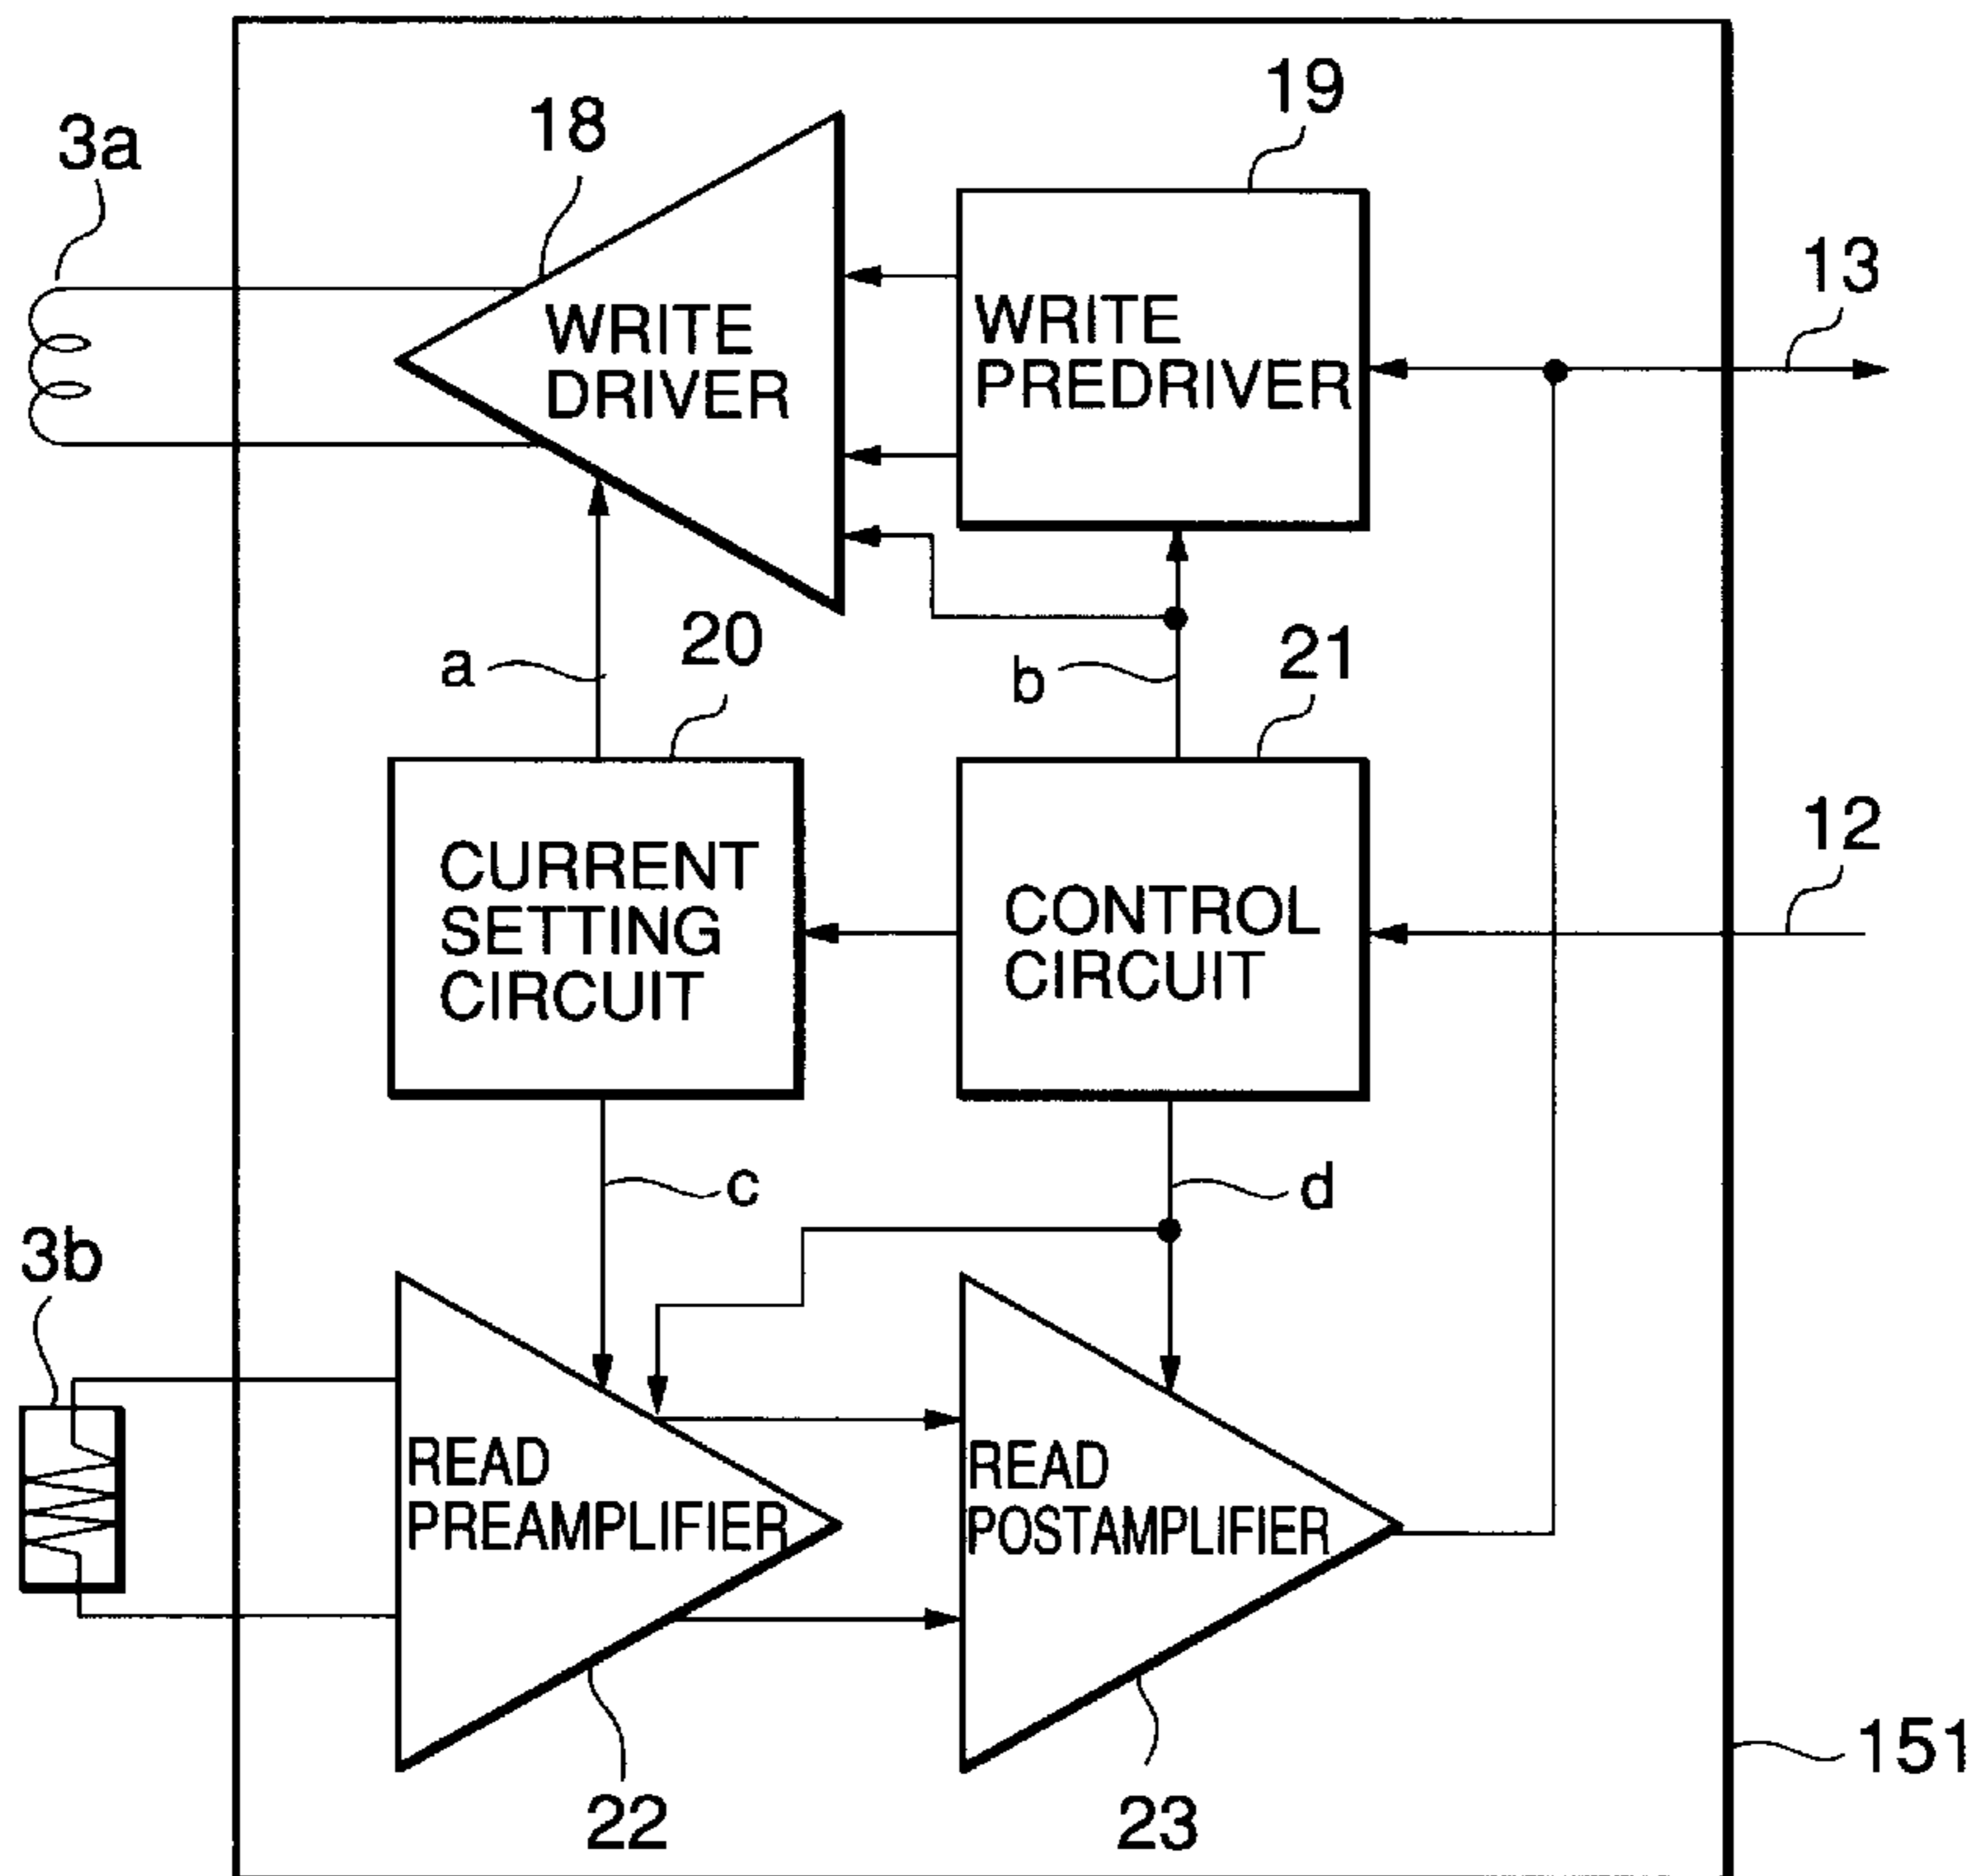 19
18
3a
13
WRITE
DRIVER
WRITE
PREDRIVER
20
21
a
b
12
CURRENT
SETTING
CIRCUIT
CONTROL
CIRCUIT
c
d
3b
READ
PREAMPLIFIER
READ
POSTAMPLIFIER
151
22
23